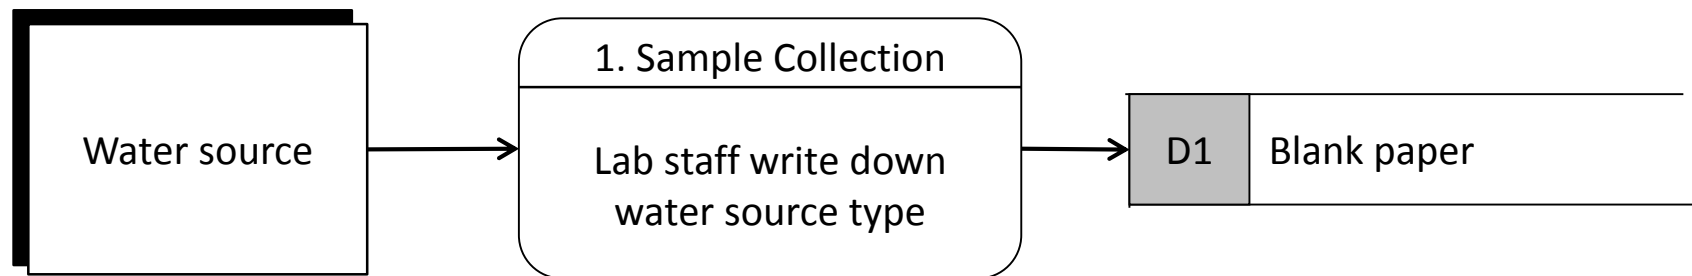 Water source
1. Sample Collection
Lab staff write down
water source type
D1
Blank paper